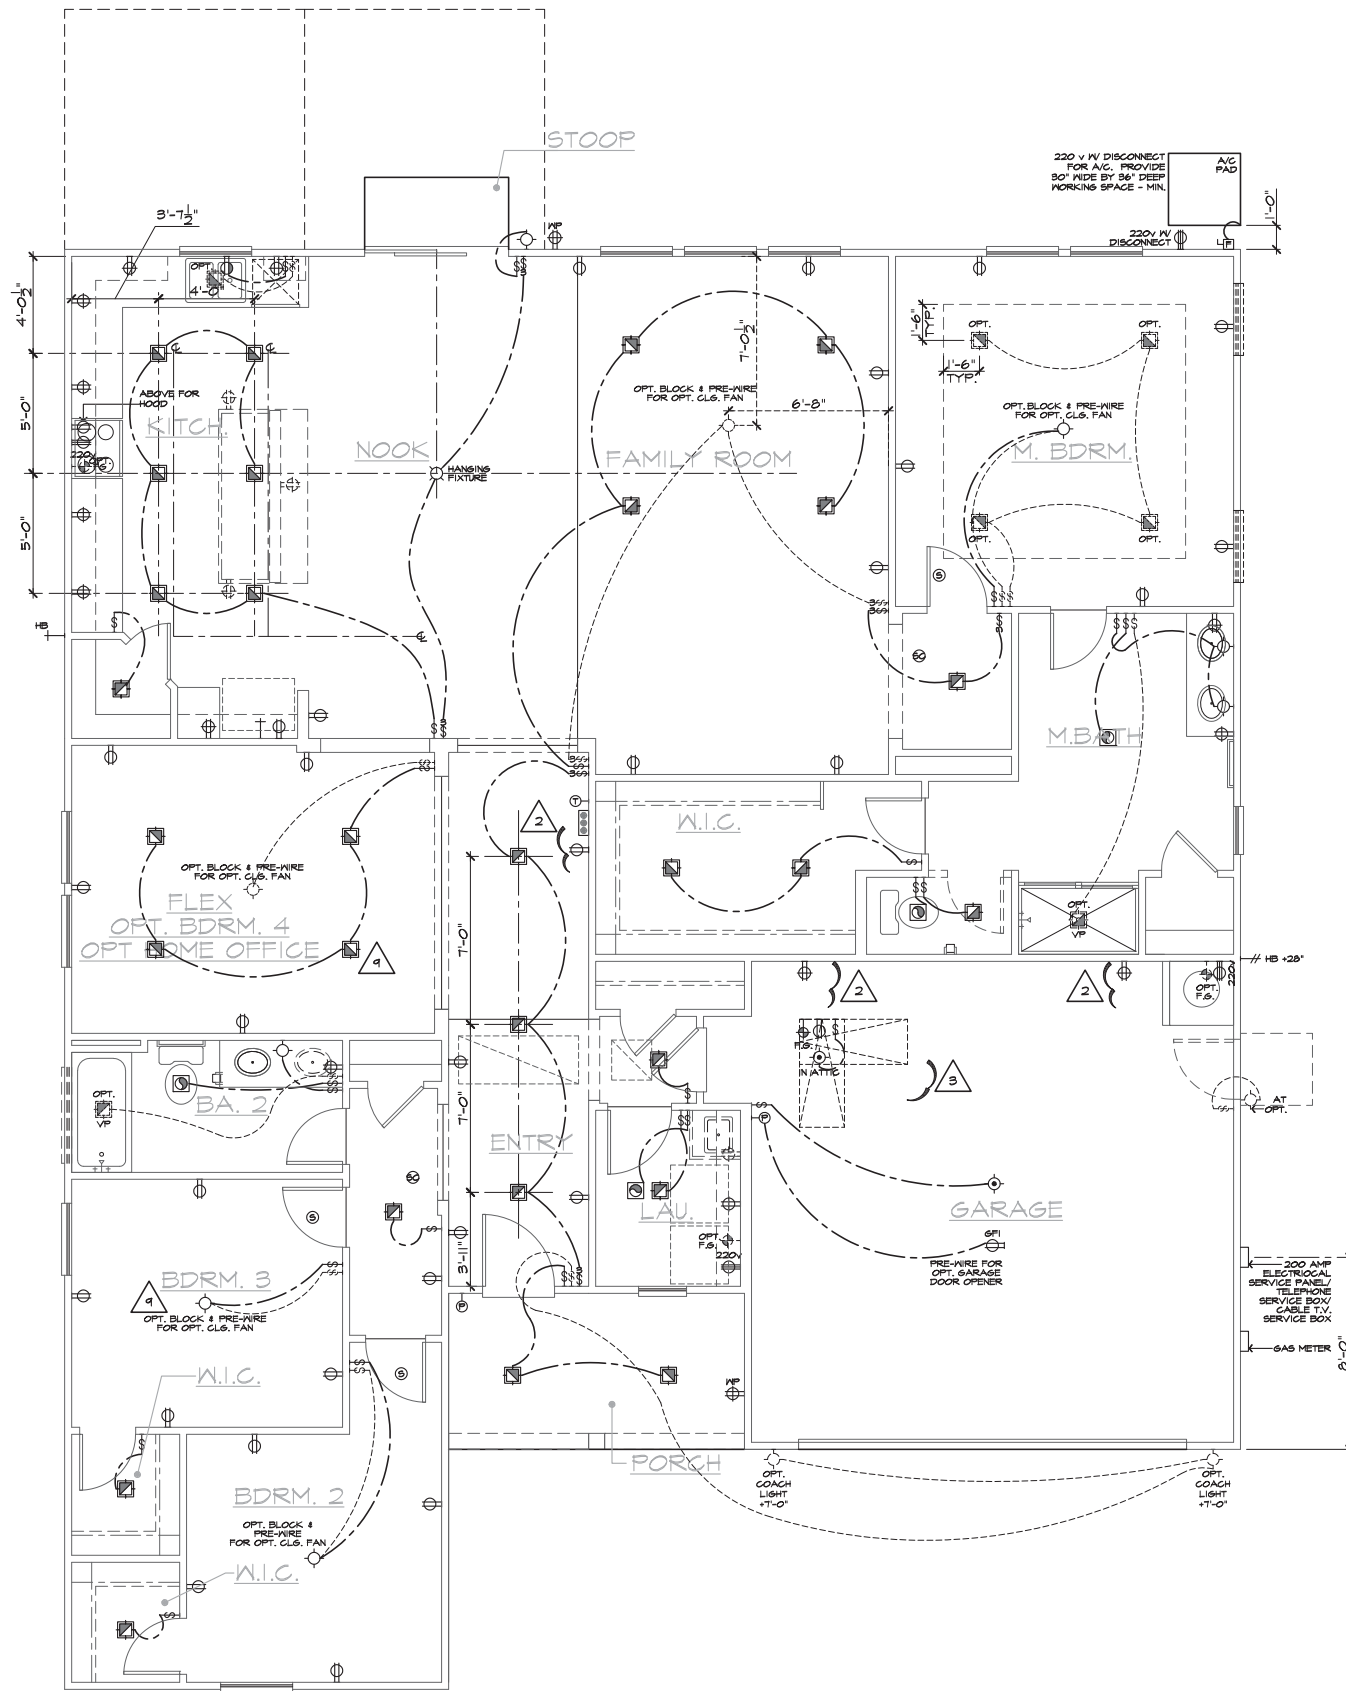 STOOP
220 v W/ DISCONNECT
FOR A/C. PROVIDE
30" WIDE BY 36" DEEP
WORKING SPACE - MIN.
A/C
PAD
1'-0"
3'-7 1/2"
WP
220v W/
DISCONNECT
OPT.
4'-0"
4'-0 1/2"
7'-0 1/2"
1'-6"
TYP.
OPT.
OPT.
1'-6"
TYP.
ABOVE FOR
HOOD
OPT. BLOCK & PRE-WIRE
FOR OPT. CLG. FAN
6'-8"
OPT. BLOCK & PRE-WIRE
FOR OPT. CLG. FAN
5'-0"
KITCH.
NOOK
HANGING
FIXTURE
FAMILY ROOM
M. BDRM.
220v
5'-0"
OPT.
OPT.
S
HB
SC
M.BATH
T
2
W.I.C.
OPT. BLOCK & PRE-WIRE
FOR OPT. CLG. FAN
FLEX
OPT. BDRM. 4
OPT HOME OFFICE
9
7'-0"
OPT.
VP
HB +28"
2
2
220v
OPT.
F.G.
F.G.
IN ATTIC
3
OPT.
VP
BA. 2
7'-0"
ENTRY
AT
OPT.
P
SC
S
LAU.
GARAGE
OPT
F.G.
220v
GFI
PRE-WIRE FOR
OPT. GARAGE
DOOR OPENER
3'-11"
BDRM. 3
9
OPT. BLOCK & PRE-WIRE
FOR OPT. CLG. FAN
P
200 AMP
ELECTRIOCAL
SERVICE PANEL/
TELEPHONE
SERVICE BOX/
CABLE T.V.
SERVICE BOX
GAS METER
8'-0"
W.I.C.
S
WP
PORCH
OPT.
COACH
LIGHT
+7'-0"
OPT.
COACH
LIGHT
+7'-0"
BDRM. 2
OPT. BLOCK &
PRE-WIRE
FOR OPT. CLG. FAN
W.I.C.